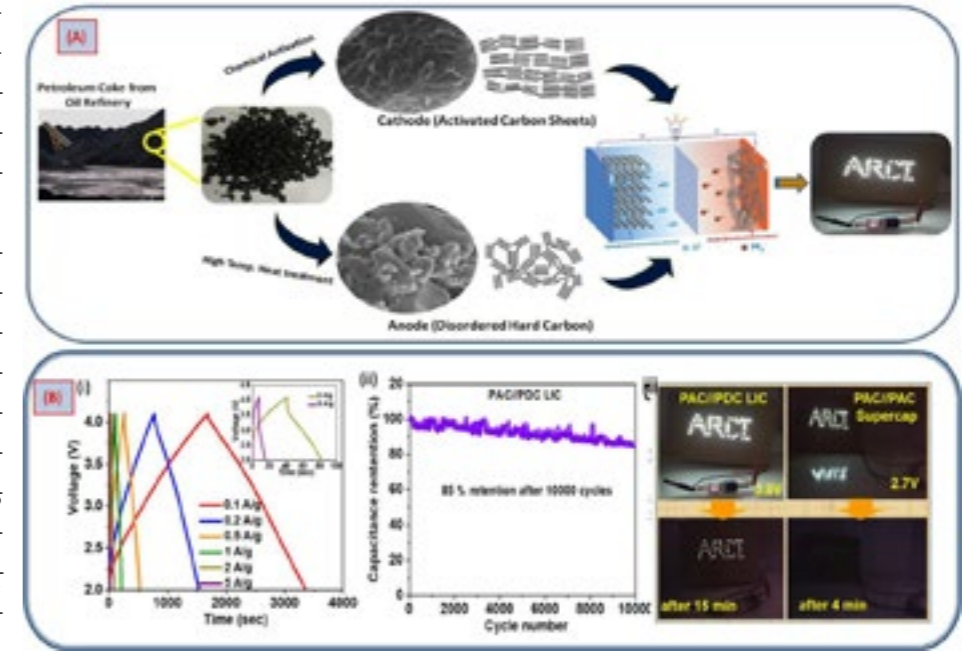 (A)
Chemical Activation
Petroleum Coke from
Oil Refinery
Cathode (Activated Carbon Sheets)
ARCI
High Temp. Heat treatment
Anode (Disordered Hard Carbon)
(B)
(i)
Voltage (V)
4.0
3.5
3.0
2.5
2.0
0.1 A/g
0.2 A/g
0.5 A/g
1 A/g
2 A/g
5 A/g
0
1000
2000
3000
4000
Time (sec)
(ii)
Capacitance retention (%)
120
100
80
60
40
20
0
PAC//PDC LIC
85 % retention after 10000 cycles
0
2000
4000
6000
8000
10000
Cycle number
PAC//PDC LIC
ARCI
PAC//PAC
Supercap
ARCI
2.7V
ARCI
after 15 min
after 4 min